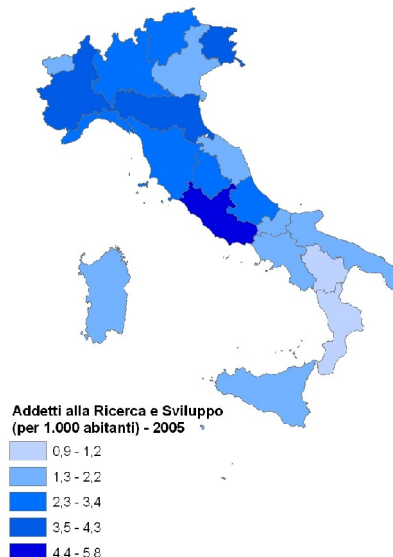 Addetti alla Ricerca e Sviluppo
(per 1.000 abitanti) - 2005
0,9 - 1,2
1,3 - 2,2
2,3 - 3,4
3,5 - 4,3
4,4 - 5,8